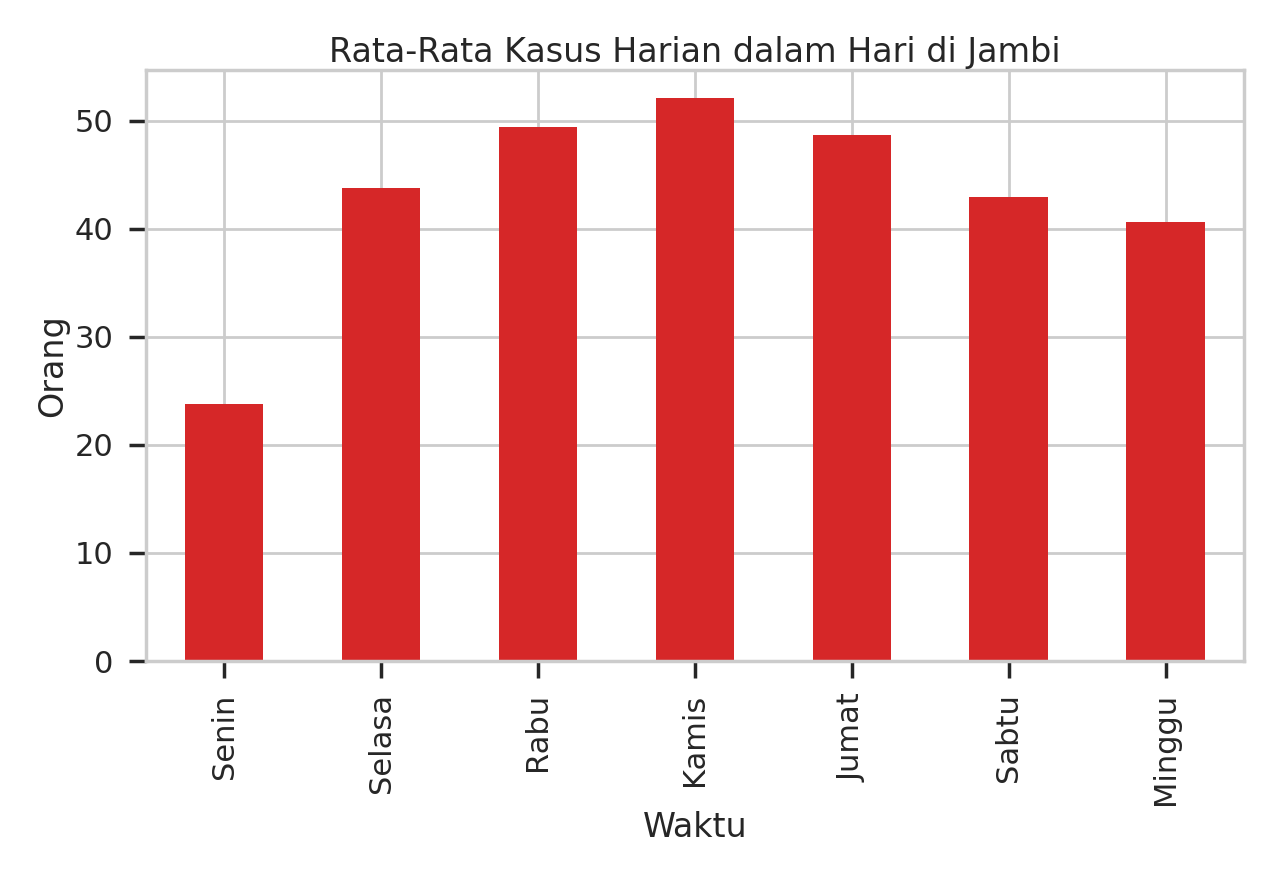 Rata-Rata Kasus Harian dalam Hari di Jambi
Orang
50
40
30
20
10
0
Senin
Selasa
Rabu
Kamis
Jumat
Sabtu
Minggu
Waktu